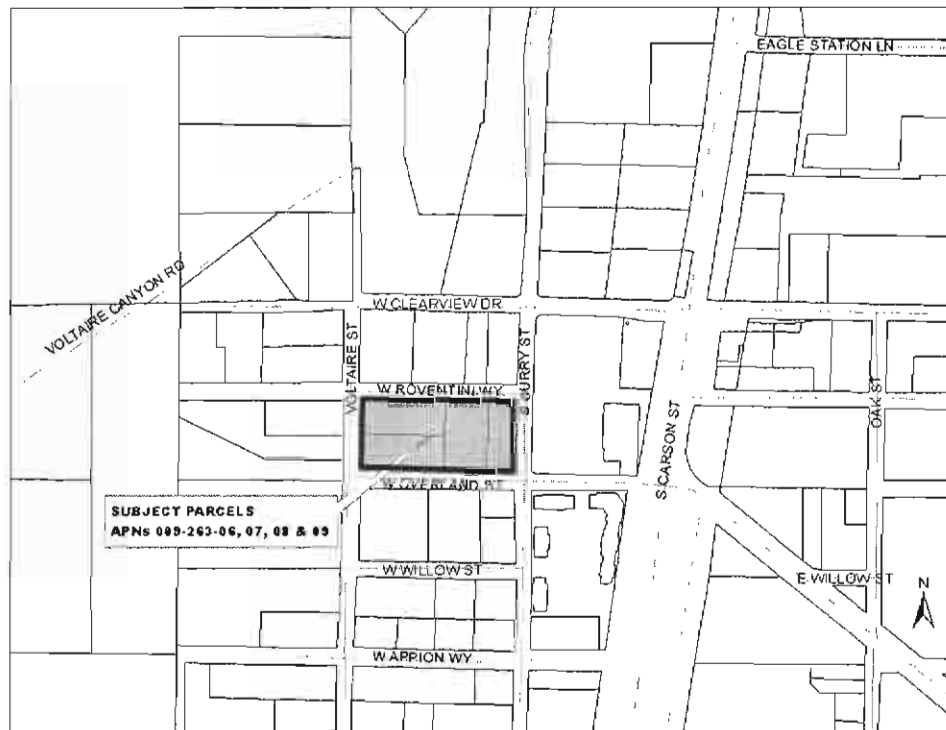 EAGLE STATION LN
VOLTAIRE CANYON RD
W CLEARVIEW DR
VOLTAIRE ST
S CURRY ST
W ROVENTINI WY
OAK ST
S CARSON ST
W OVERLAND ST
SUBJECT PARCELS
APNs 009-263-06, 07, 08 & 09
W WILLOW ST
E WILLOW ST
N
W APPION WY